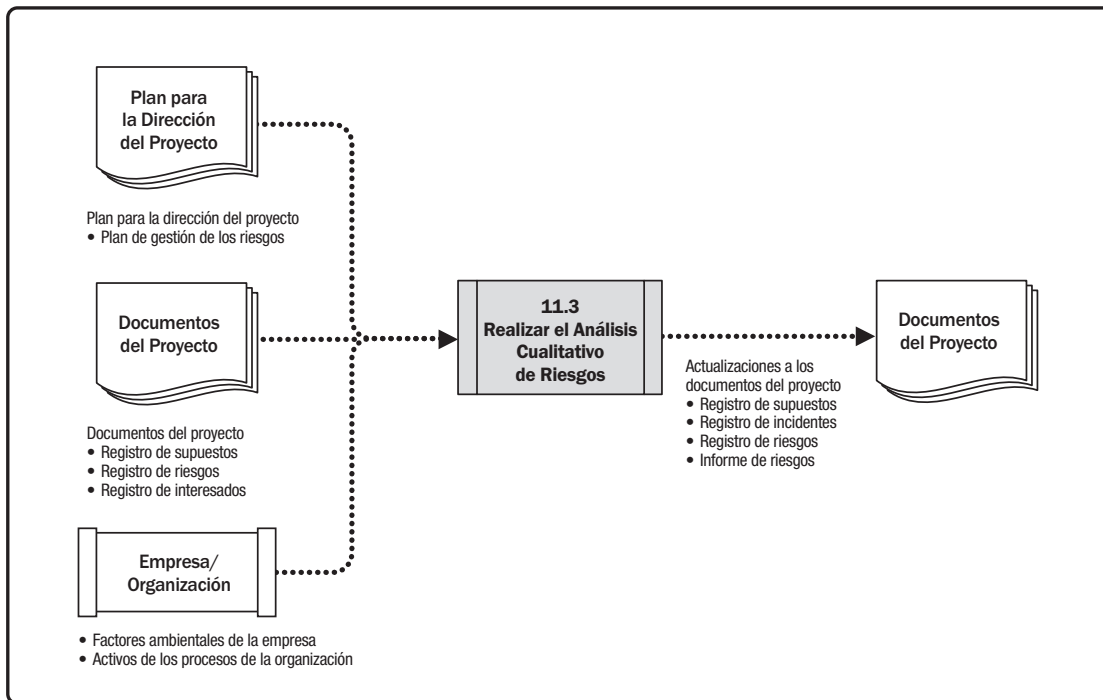 Plan para
la Dirección
del Proyecto
Plan para la dirección del proyecto
• Plan de gestión de los riesgos
Documentos
del Proyecto
Documentos del proyecto
• Registro de supuestos
• Registro de riesgos
• Registro de interesados
Empresa/
Organización
• Factores ambientales de la empresa
• Activos de los procesos de la organización
11.3
Realizar el Análisis
Cualitativo
de Riesgos
Actualizaciones a los
documentos del proyecto
• Registro de supuestos
• Registro de incidentes
• Registro de riesgos
• Informe de riesgos
Documentos
del Proyecto